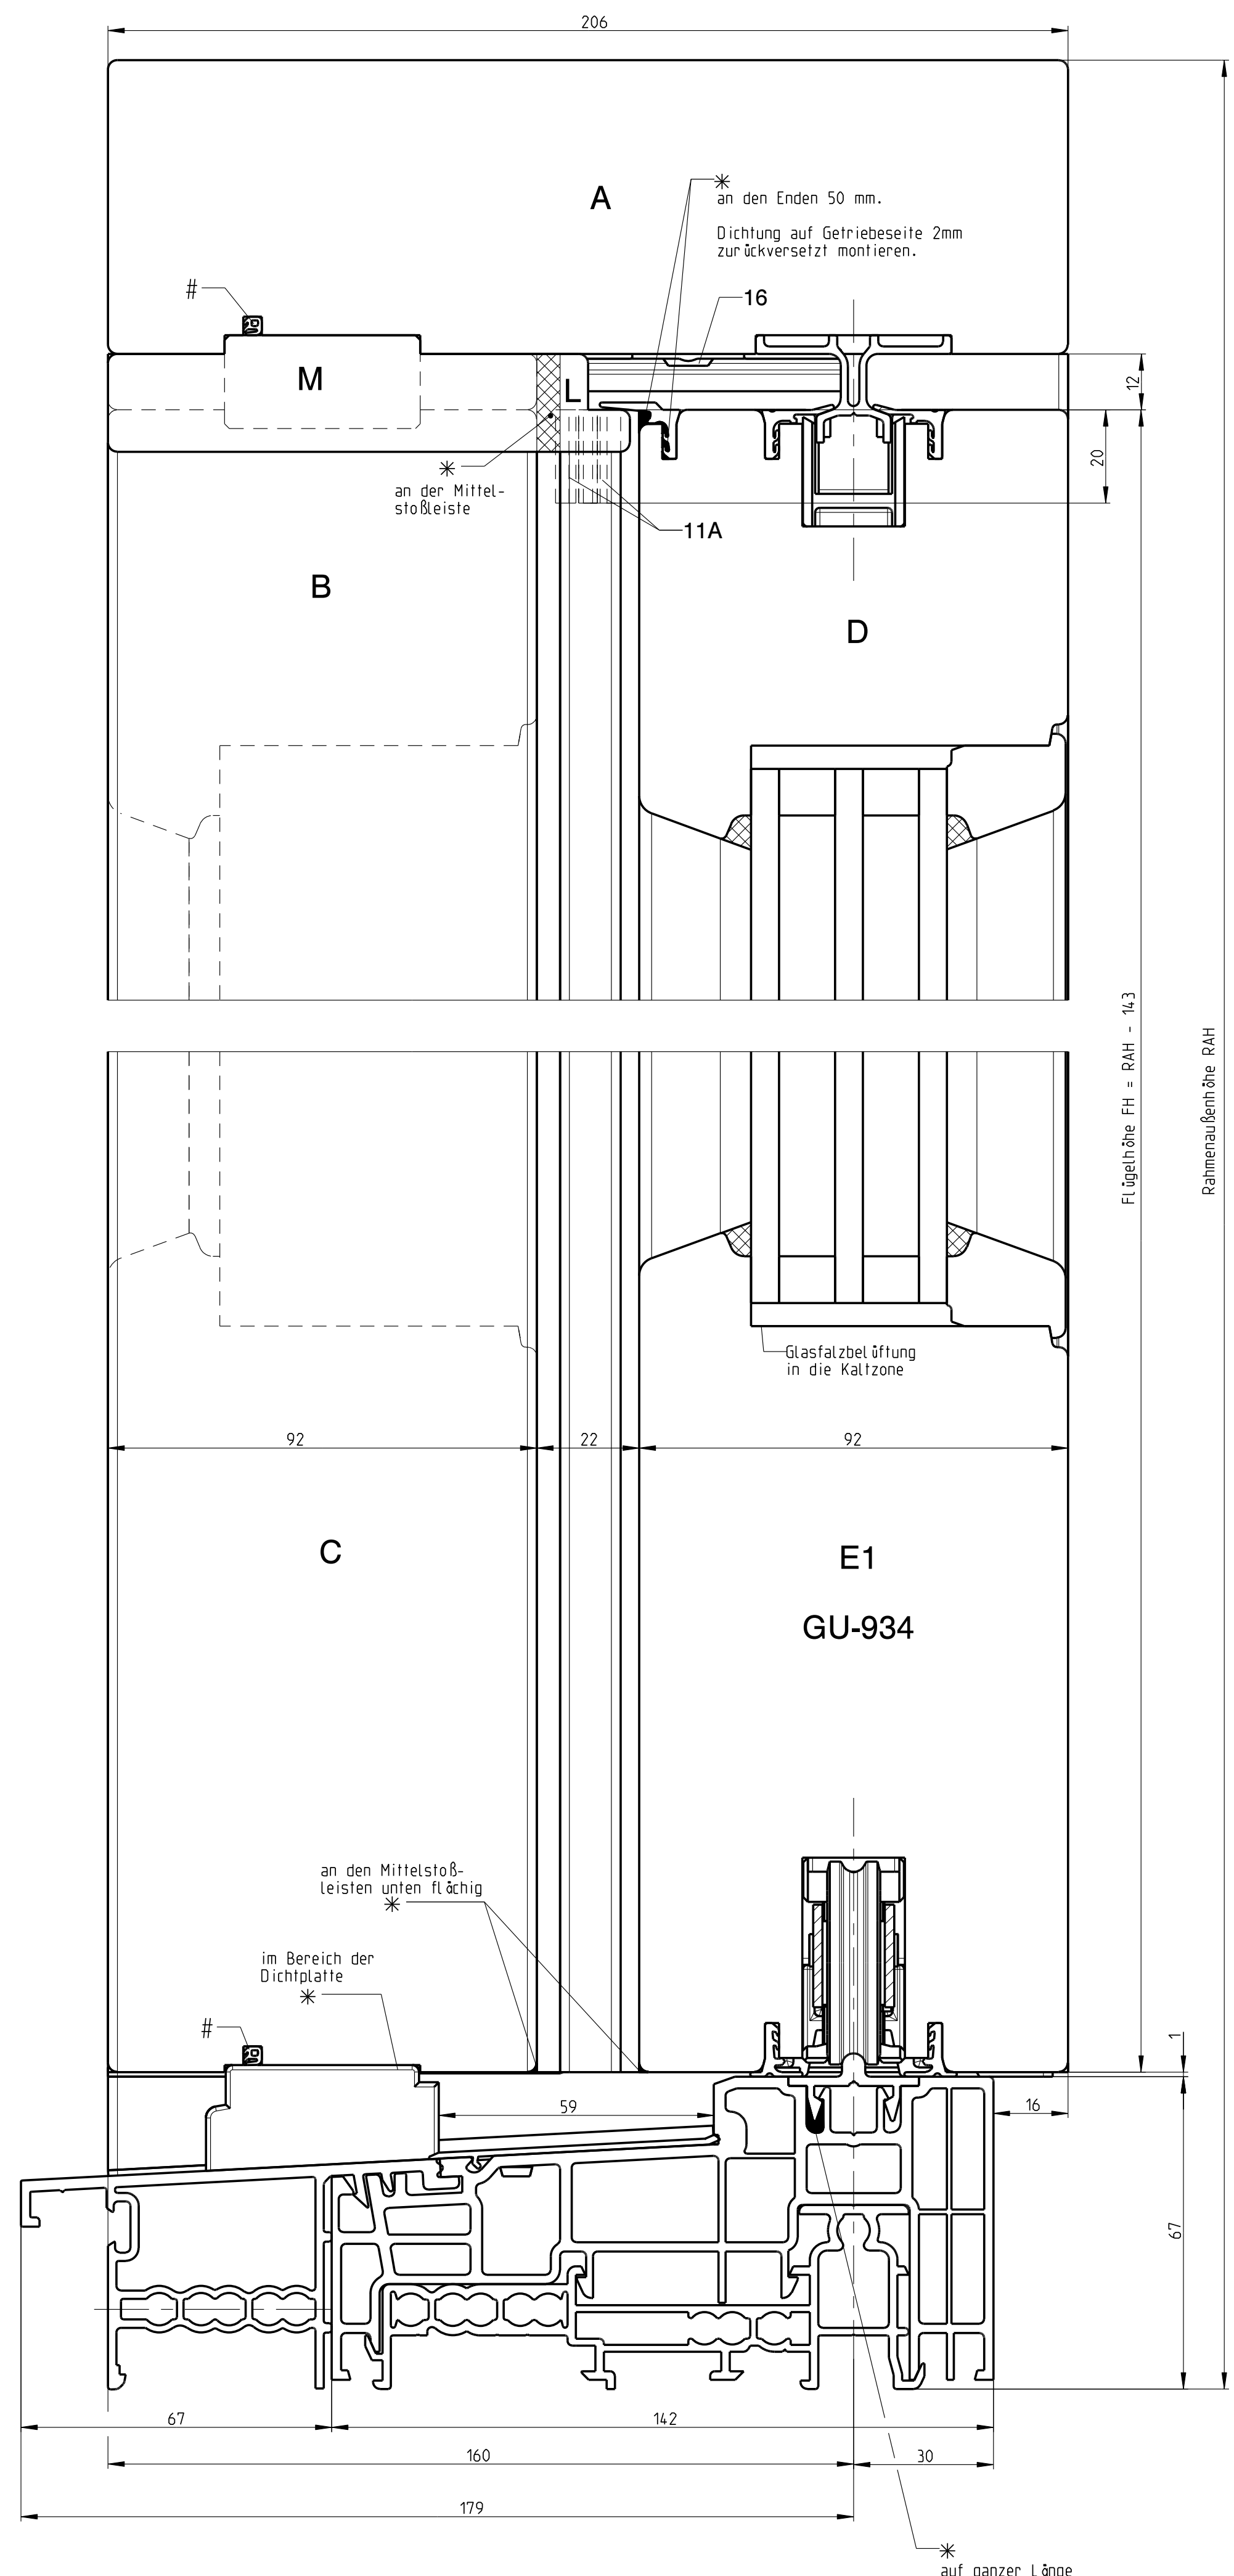 206
A
✳
an den Enden 50 mm.
Dichtung auf Getriebeseite 2mm
zurückversetzt montieren.
#
16
M
L
12
✳
an der Mittel-
stoßleiste
20
11A
B
D
Flügelhöhe FH = RAH - 143
Rahmenaußenhöhe RAH
Glasfalzbelüftung
in die Kaltzone
92
22
92
C
E1
GU-934
an den Mittelstoß-
leisten unten flächig
✳
im Bereich der
Dichtplatte
✳
#
1
59
16
67
67
142
160
30
179
✳
auf ganzer Länge